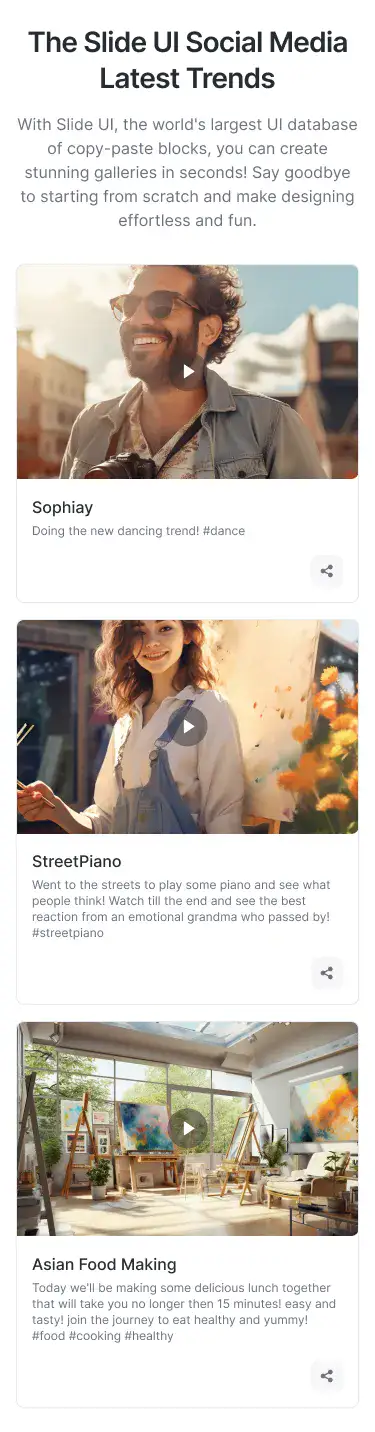 The Slide UI Social Media
Latest Trends
With Slide UI, the world's largest UI database
of copy-paste blocks, you can create
stunning galleries in seconds! Say goodbye
to starting from scratch and make designing
effortless and fun.
Sophiay
Doing the new dancing trend! #dance
StreetPiano
Went to the streets to play some piano and see what
people think! Watch till the end and see the best
reaction from an emotional grandma who passed by!
#streetpiano
Asian Food Making
Today we'll be making some delicious lunch together
that will take you no longer then 15 minutes! easy and
tasty! join the journey to eat healthy and yummy!
#food #cooking #healthy